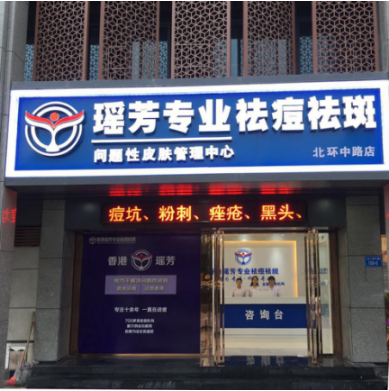 瑶芳专业祛痘祛斑
问题性皮肤管理中心
北环中路店
痘坑、粉刺、痤疮、黑头、
香港 瑶芳
瑶芳专业祛痘祛斑
专注十余年 一直在进步
咨询台